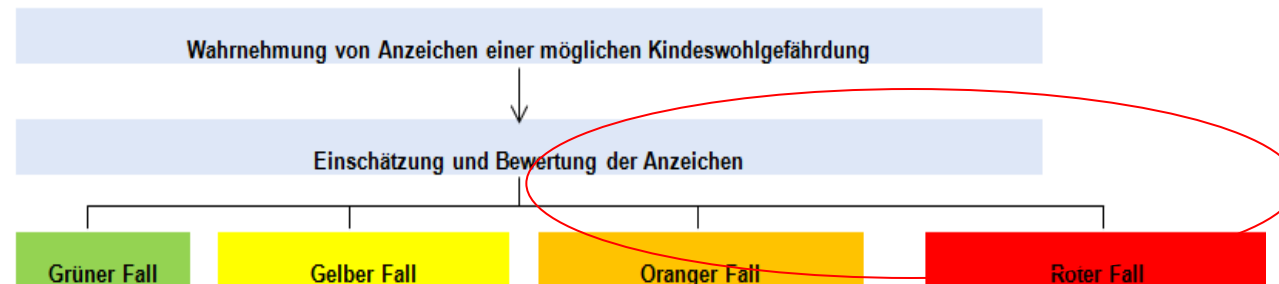 Wahrnehmung von Anzeichen einer möglichen Kindeswohlgefährdung
Einschätzung und Bewertung der Anzeichen
Grüner Fall
Gelber Fall
Oranger Fall
Roter Fall